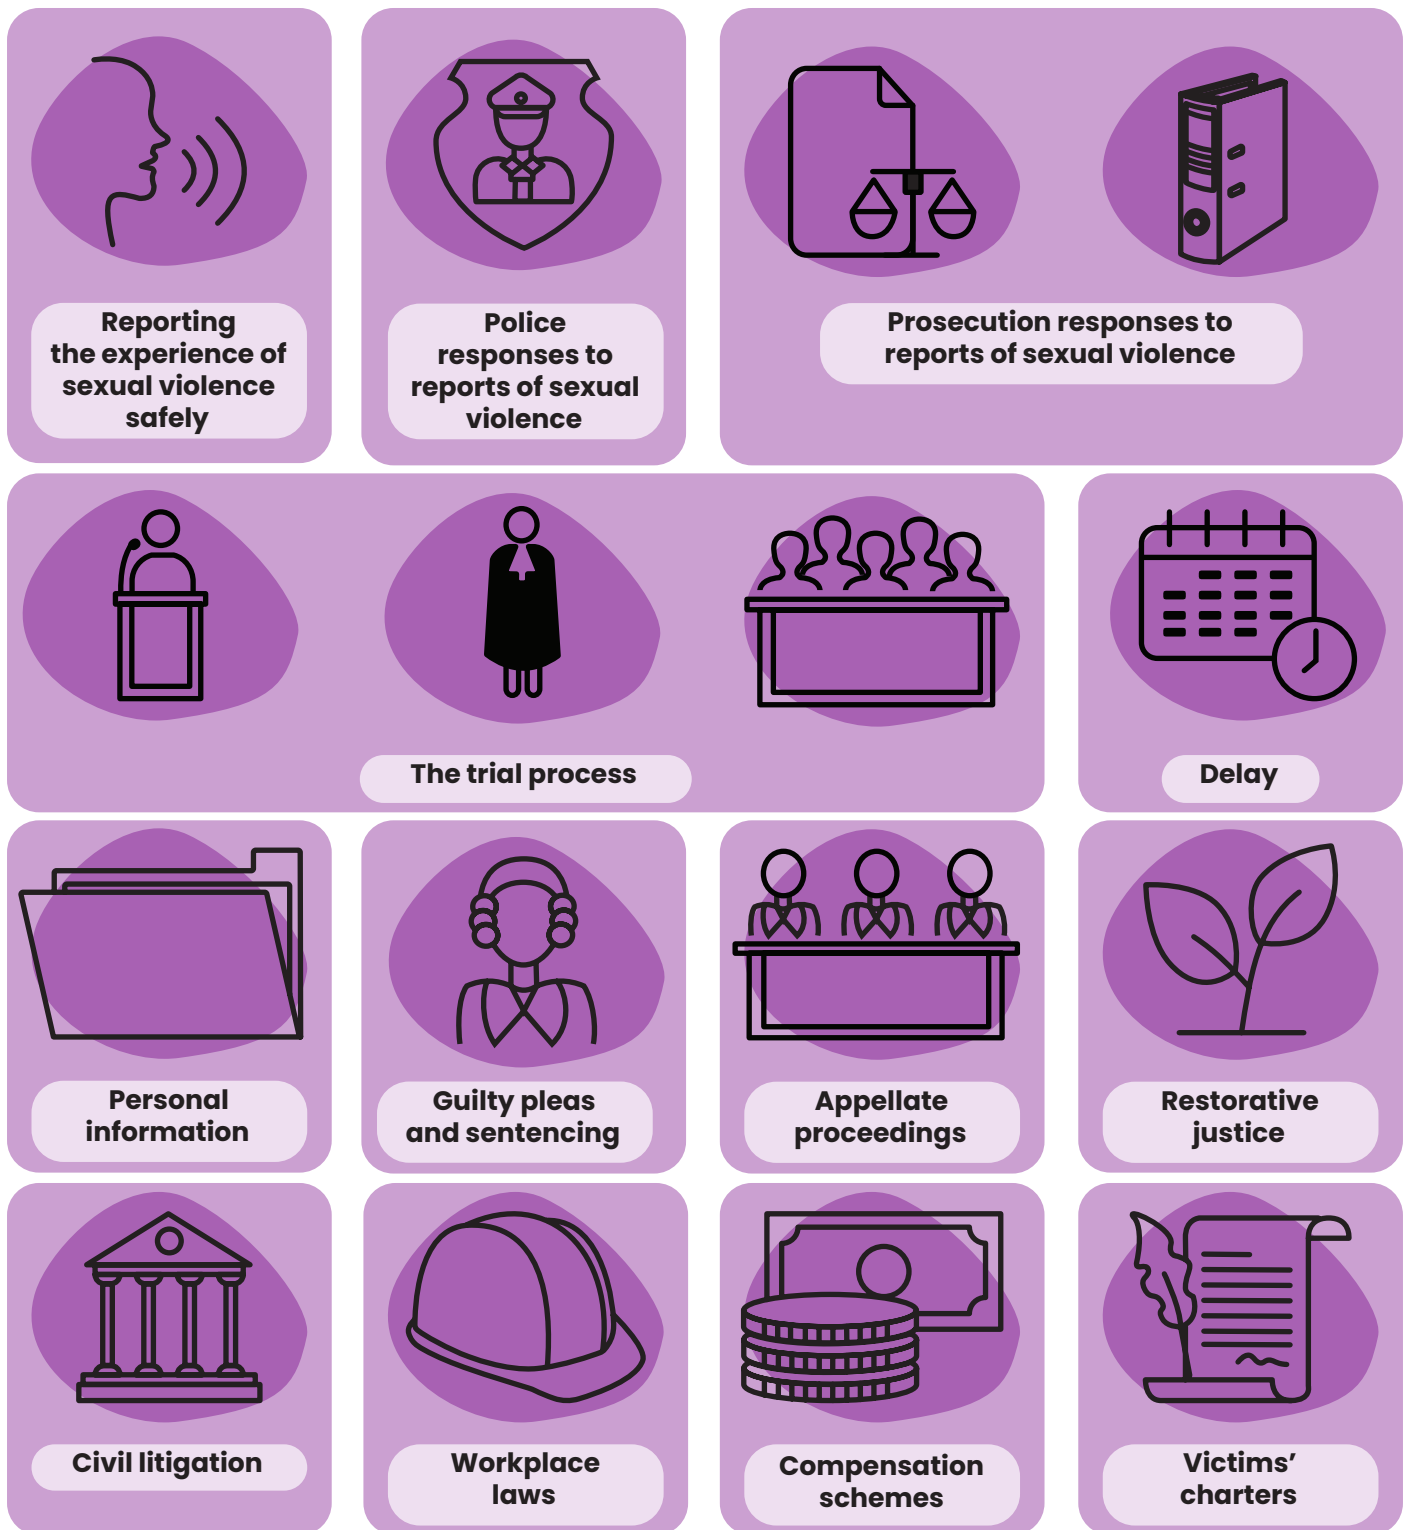 Reporting
the experience of
sexual violence
safely
Police
responses to
reports of sexual
violence
Prosecution responses to
reports of sexual violence
The trial process
Delay
Personal
information
Guilty pleas
and sentencing
Appellate
proceedings
Restorative
justice
Civil litigation
Workplace
laws
Compensation
schemes
Victims’
charters